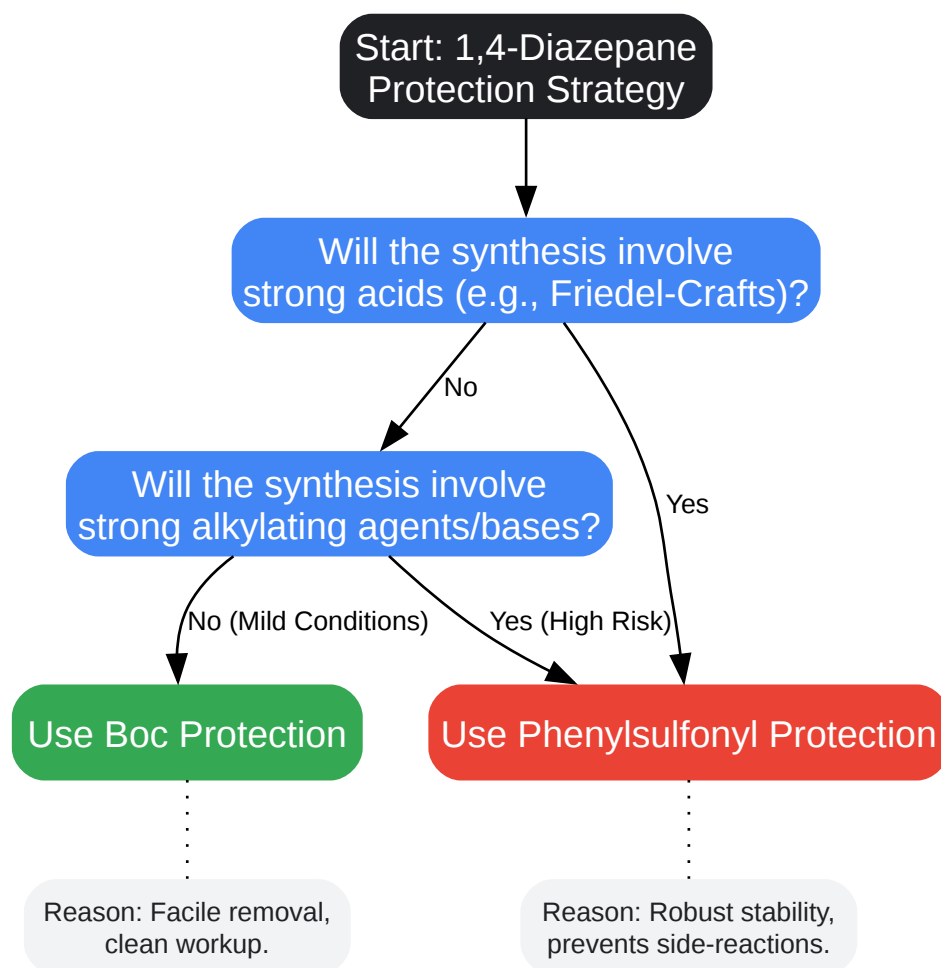 Start: 1,4-Diazepane
Protection Strategy
Will the synthesis involve
strong acids (e.g., Friedel-Crafts)?
No
Will the synthesis involve
strong alkylating agents/bases?
Yes
No (Mild Conditions)
Yes (High Risk)
Use Boc Protection
Use Phenylsulfonyl Protection
Reason: Facile removal,
clean workup.
Reason: Robust stability,
prevents side-reactions.